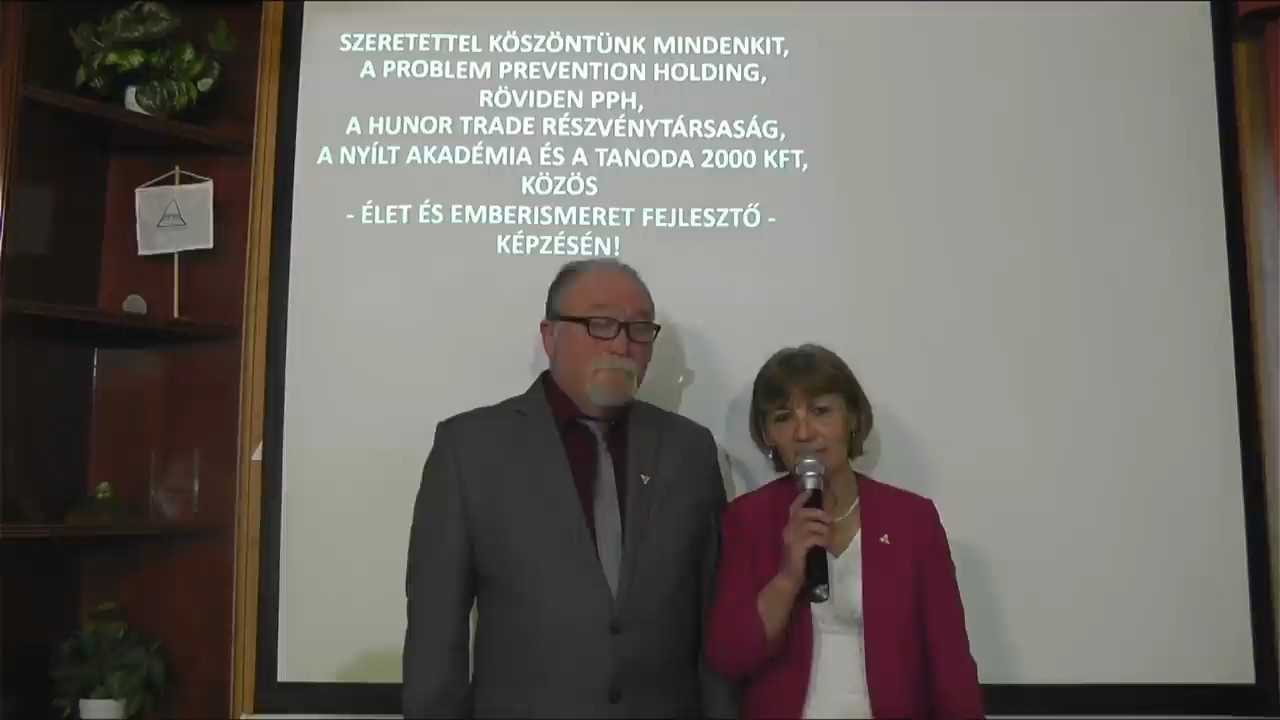 SZERETETTEL KÖSZÖNTÜNK MINDENKIT,
A PROBLEM PREVENTION HOLDING,
RÖVIDEN PPH,
A HUNOR TRADE RÉSZVÉNYTÁRSASÁG,
A NYÍLT AKADÉMIA ÉS A TANODA 2000 KFT,
KÖZÖS
- ÉLET ÉS EMBERISMERET FEJLESZTŐ -
KÉPZÉSÉN!